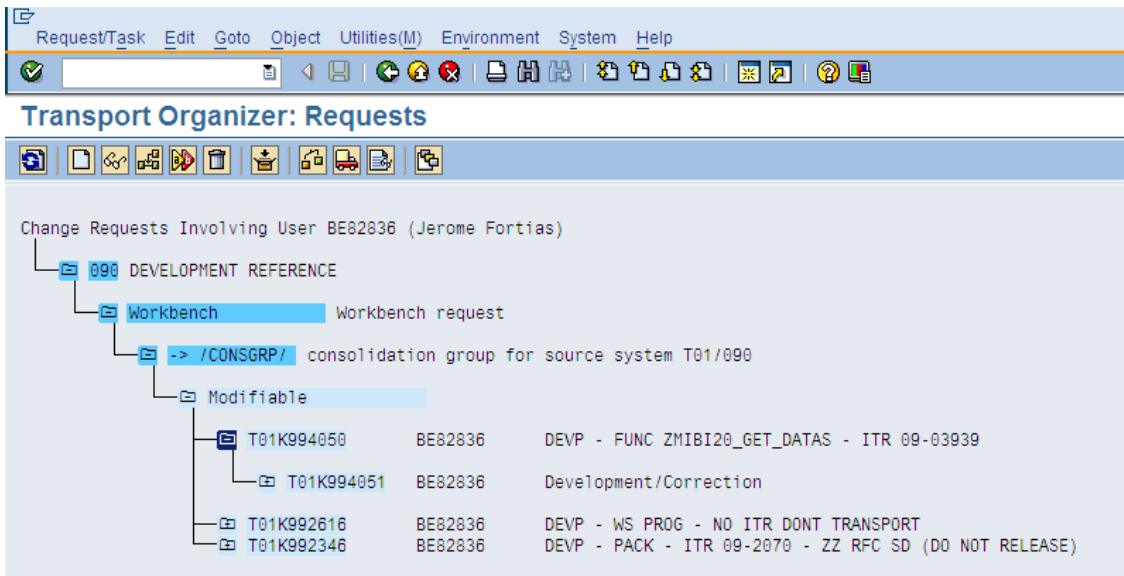 Request/Task Edit Goto Object Utilities(M) Environment System Help
Transport Organizer: Requests
Change Requests Involving User BE82836 (Jerome Fortias)
090 DEVELOPMENT REFERENCE
Workbench Workbench request
-> /CONSGRP/ consolidation group for source system T01/090
Modifiable
T01K994050 BE82836 DEVP - FUNC ZMIBI20_GET_DATAS - ITR 09-03939
T01K994051 BE82836 Development/Correction
T01K992616 BE82836 DEVP - WS PROG - NO ITR DONT TRANSPORT
T01K992346 BE82836 DEVP - PACK - ITR 09-2070 - ZZ RFC SD (DO NOT RELEASE)